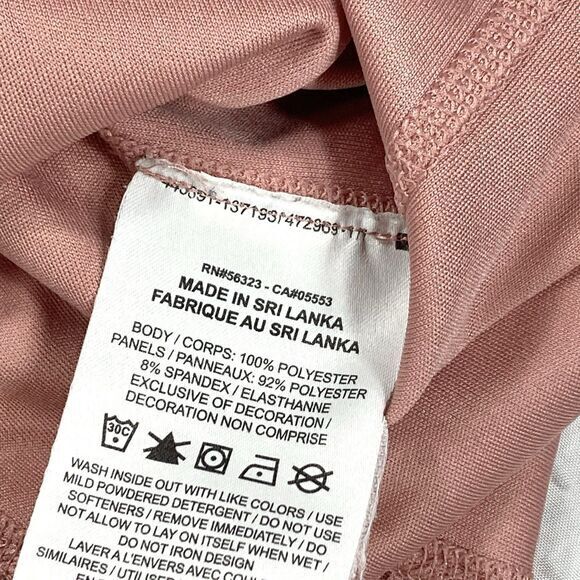 RN#56323 - CA#05553
MADE IN SRI LANKA
FABRIQUE AU SRI LANKA
BODY / CORPS: 100% POLYESTER
PANELS / PANNEAUX: 92% POLYESTER
8% SPANDEX / ELASTHANNE
EXCLUSIVE OF DECORATION /
DECORATION NON COMPRISE
30C
WASH INSIDE OUT WITH LIKE COLORS / USE
MILD POWDERED DETERGENT / DO NOT USE
SOFTENERS / REMOVE IMMEDIATELY / DO
NOT ALLOW TO LAY ON ITSELF WHEN WET /
DO NOT IRON DESIGN
LAVER A L'ENVERS AVEC COULEURS
SIMILAIRES / UTILISER